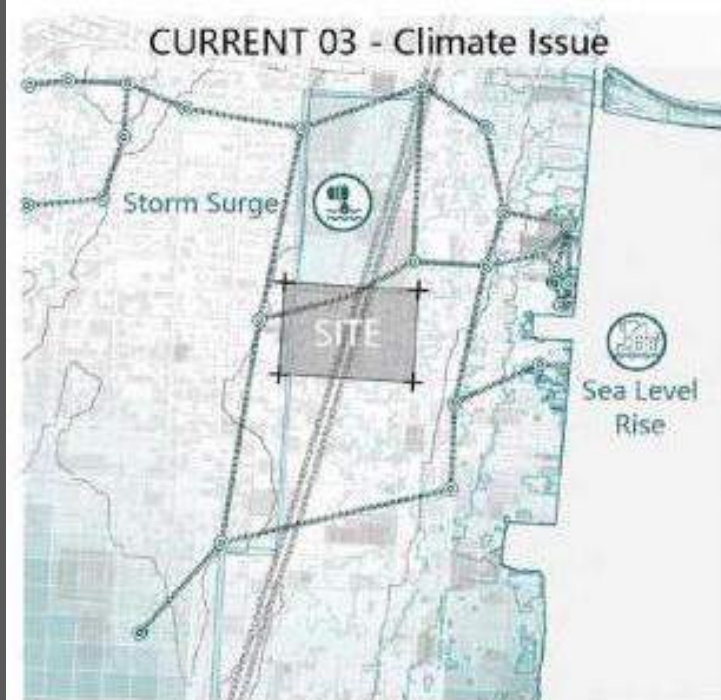 CURRENT 03 - Climate Issue
Storm Surge
SITE
Sea Level
Rise